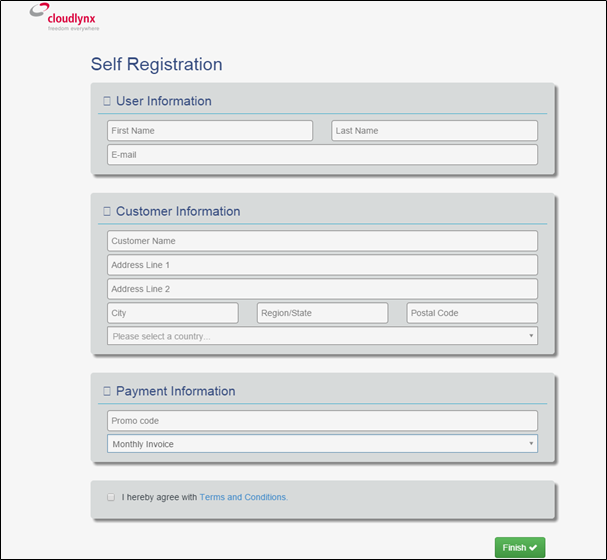 cloudlynx
freedom everywhere
Self Registration
User Information
First Name Last Name
E-mail
Customer Information
Customer Name
Address Line 1
Address Line 2
City Region/State Postal Code
Please select a country...
Payment Information
Promo code
Monthly Invoice
I hereby agree with Terms and Conditions.
Finish